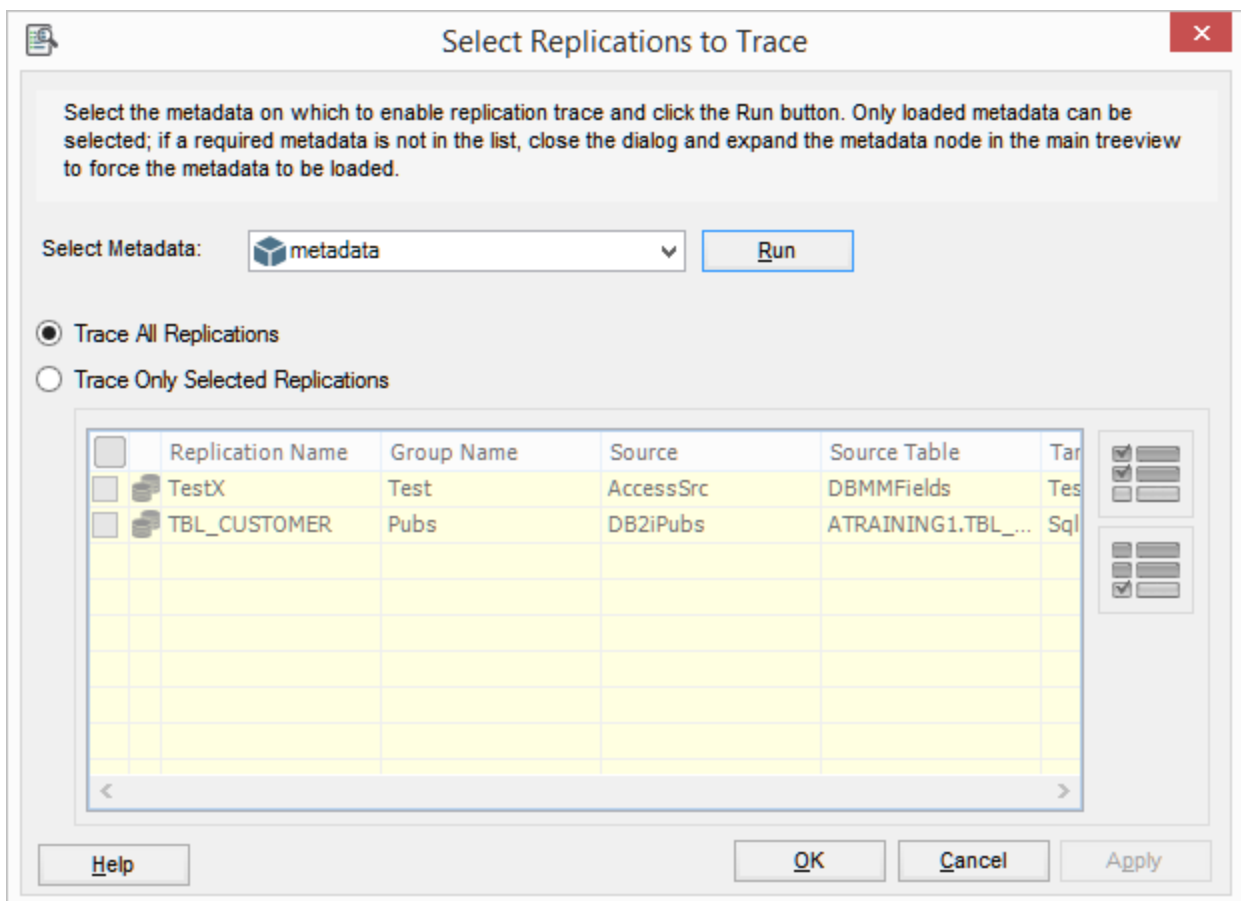 Select Replications to Trace
Select the metadata on which to enable replication trace and click the Run button. Only loaded metadata can be
selected; if a required metadata is not in the list, close the dialog and expand the metadata node in the main treeview
to force the metadata to be loaded.
Select Metadata: metadata Run
Trace All Replications
Trace Only Selected Replications
Replication Name Group Name Source Source Table Tar
TestX Test AccessSrc DBMMFields Tes
TBL_CUSTOMER Pubs DB2iPubs ATRAINING1.TBL_... Sql
Help OK Cancel Apply